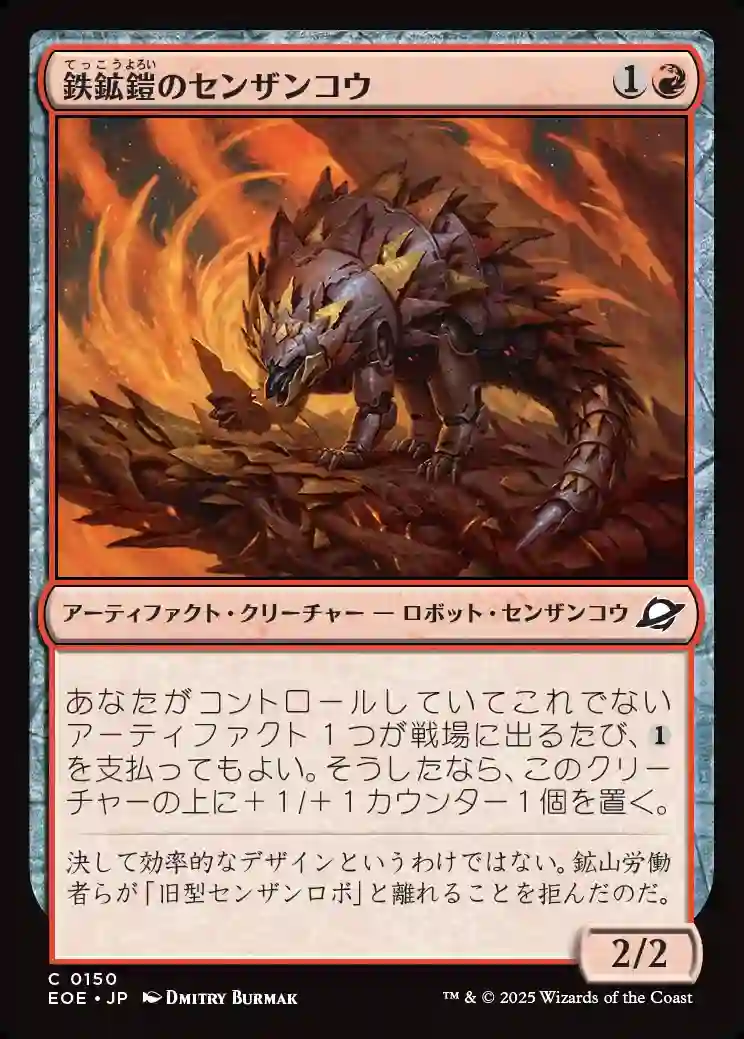 てっこうよろい
鉄鉱鎧のセンザンコウ
1
アーティファクト・クリーチャー — ロボット・センザンコウ
あなたがコントロールしていてこれでない
アーティファクト１つが戦場に出るたび、1
を支払ってもよい。そうしたなら、このクリー
チャーの上に＋１/＋１カウンター１個を置く。
決して効率的なデザインというわけではない。鉱山労働
者らが「旧型センザンロボ」と離れることを拒んだのだ。
2/2
C 0150
EOE • JP DMITRY BURMAK
™ & © 2025 Wizards of the Coast